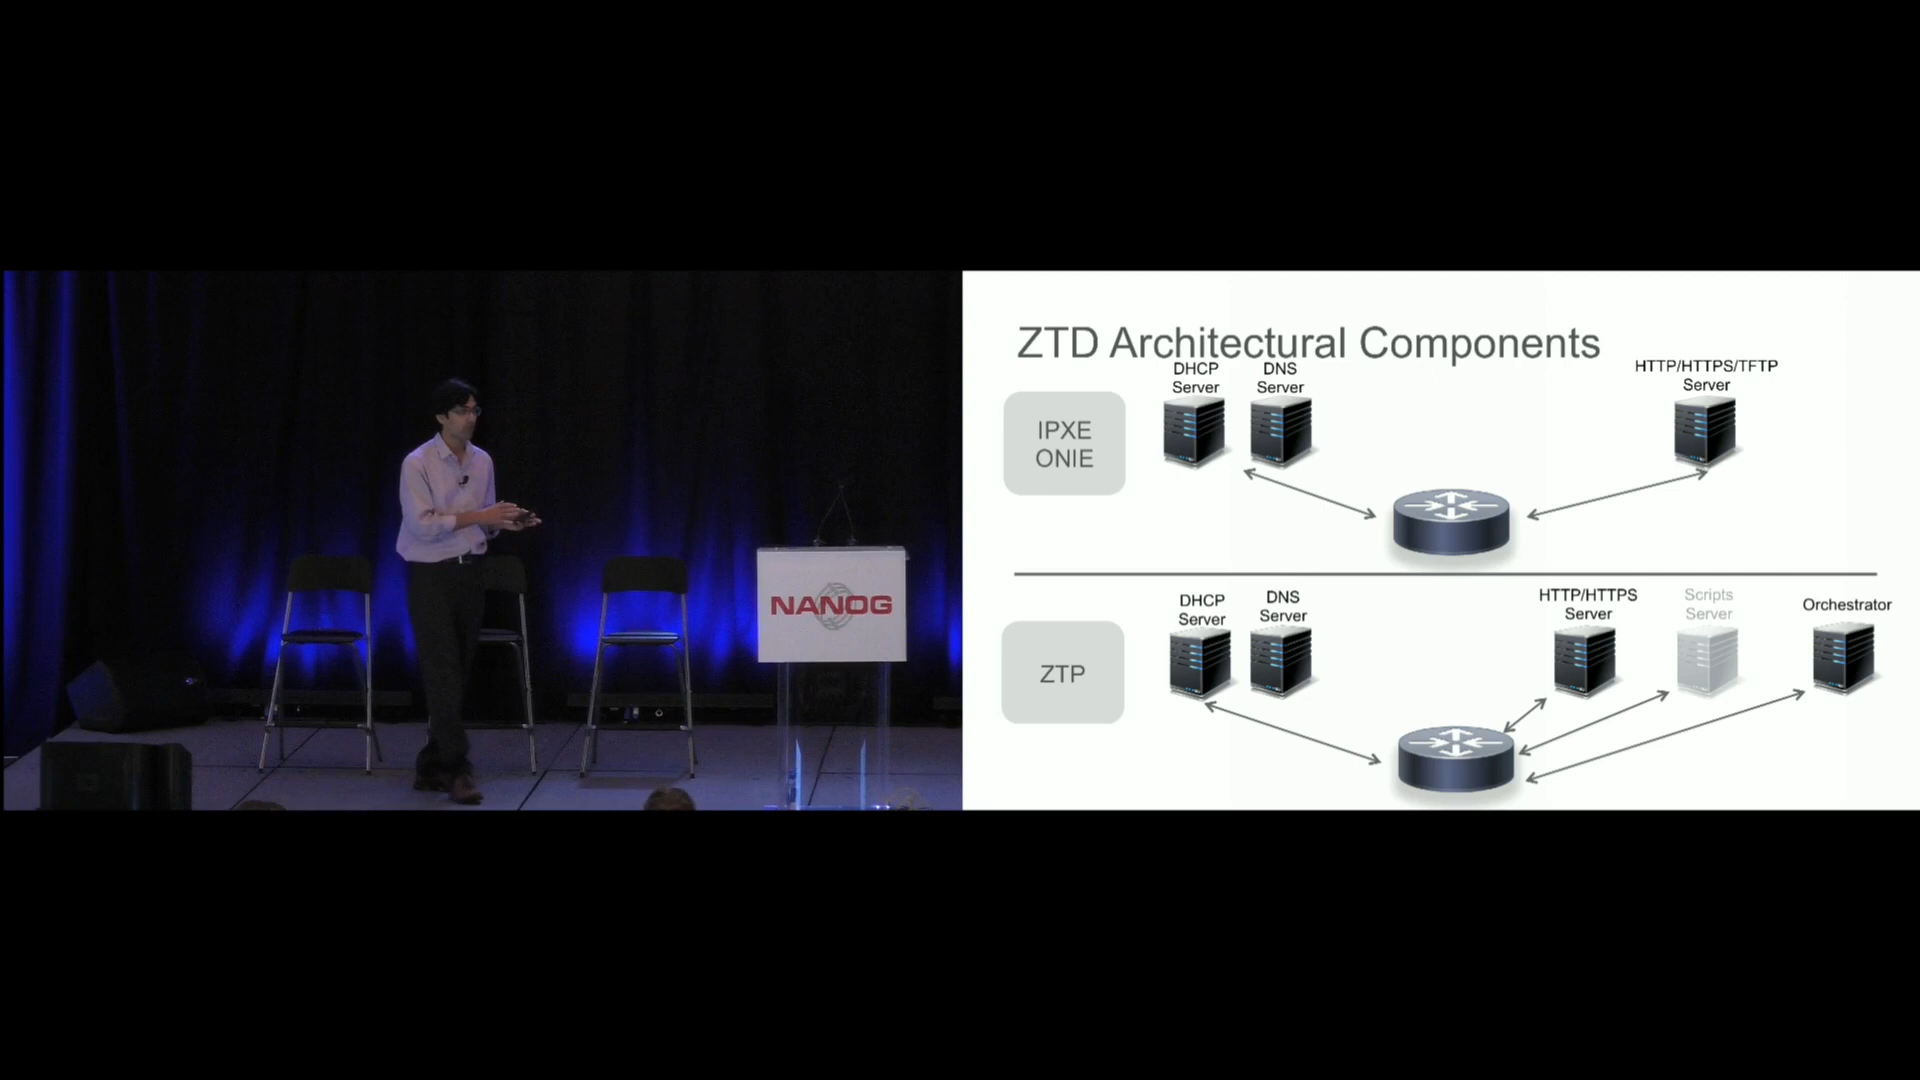 NANOG
ZTD Architectural Components
DHCP
Server
DNS
Server
HTTP/HTTPS/TFTP
Server
IPXE
ONIE
DHCP
Server
DNS
Server
HTTP/HTTPS
Server
Scripts
Server
Orchestrator
ZTP